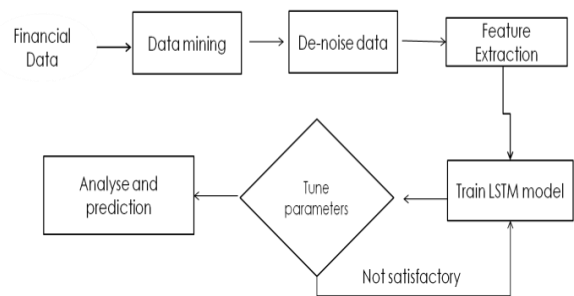 Financial
Data
Data mining
De-noise data
Feature
Extraction
Train LSTM model
Tune
parameters
Analyse and
prediction
Not satisfactory